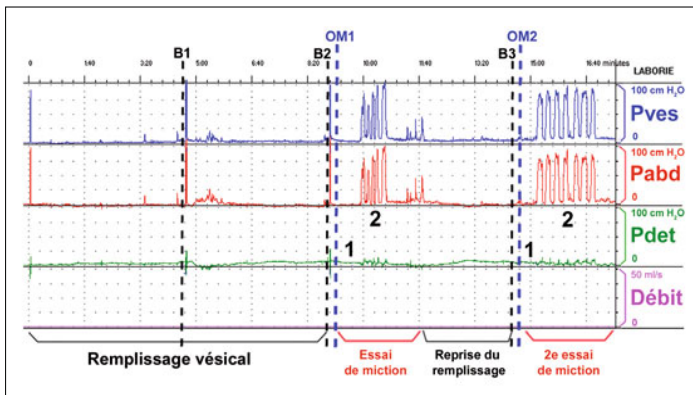 OM1 OM2
B1 B2 B3
0 1:40 3:20 5:00 6:40 8:20 10:00 11:40 13:20 15:00 16:40 minutes
LABORIE
100 cm H₂O
Pves
0
100 cm H₂O
Pabd
0
100 cm H₂O
2 2
Pdet
1 1
0
50 ml/s
Débit
0
Remplissage vésical
Essai
de miction
Reprise du
remplissage
2e essai
de miction